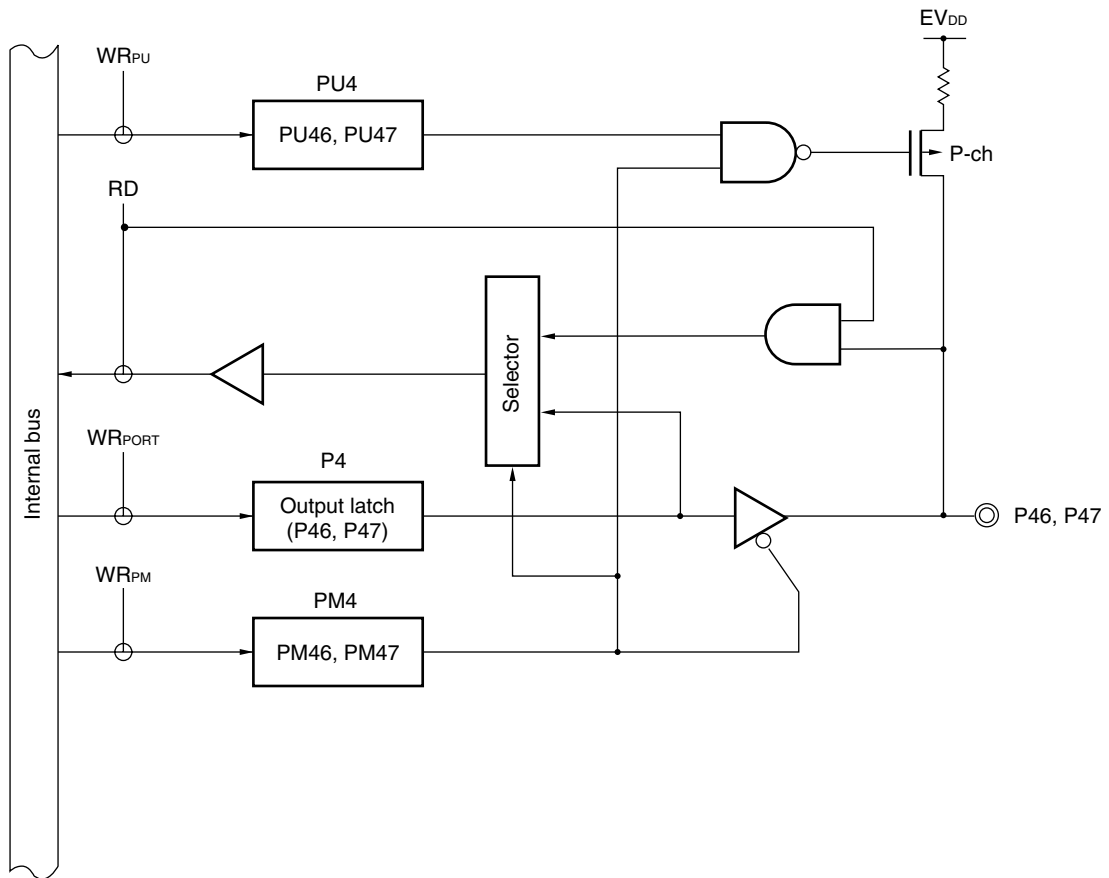 EVDD
WRPU
PU4
PU46, PU47
P-ch
RD
Selector
Internal bus
WRPORT
P4
Output latch
(P46, P47)
P46, P47
WRPM
PM4
PM46, PM47